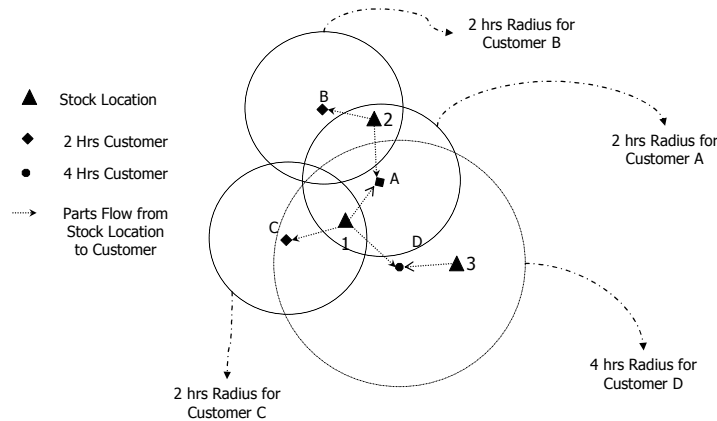 2 hrs Radius for
Customer B
Stock Location
2 Hrs Customer
4 Hrs Customer
Parts Flow from
Stock Location
to Customer
B
2
2 hrs Radius for
Customer A
A
C
1
D
3
4 hrs Radius for
Customer D
2 hrs Radius for
Customer C